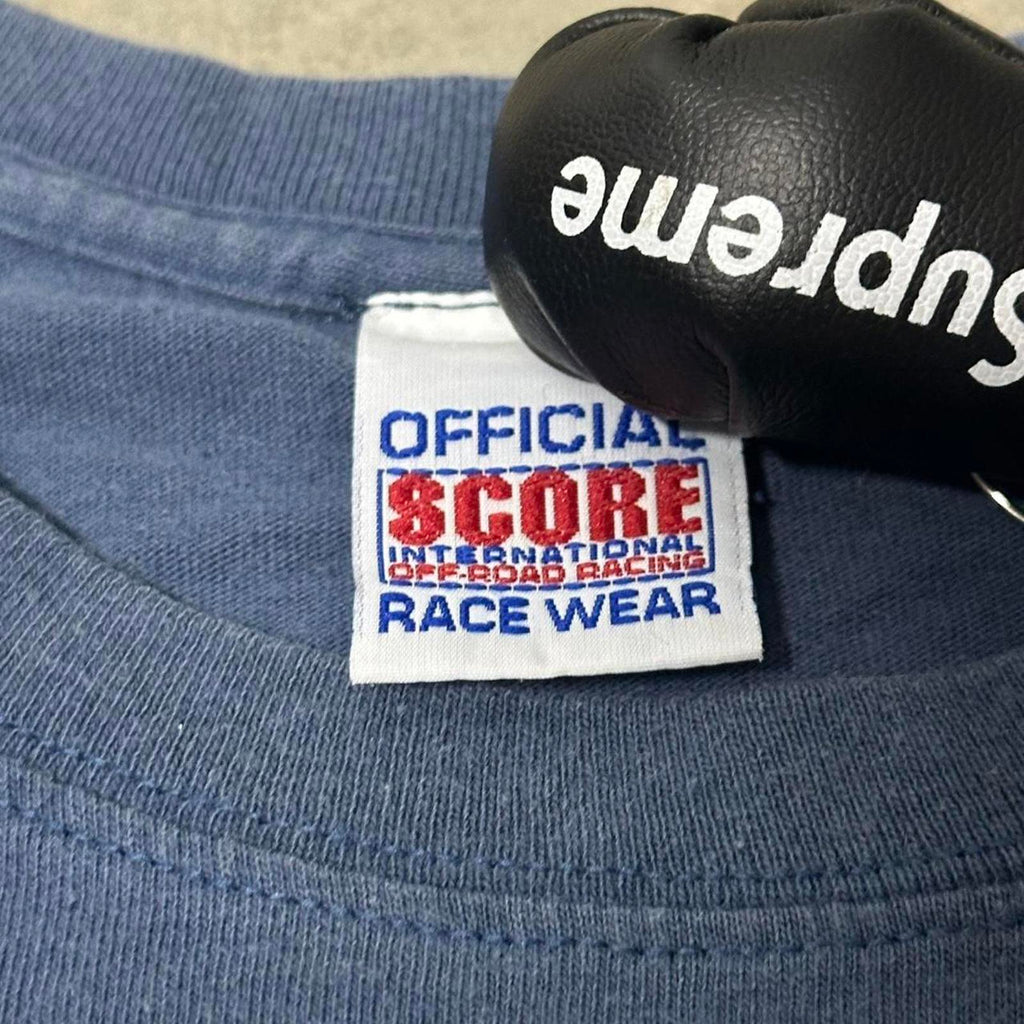 Supreme
OFFICIAL
SCORE
INTERNATIONAL
OFF-ROAD RACING
RACE WEAR